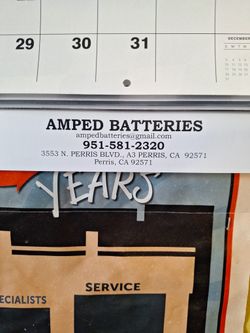 DECEMBER
29 30 31
AMPED BATTERIES
ampedbatteries@gmail.com
951-581-2320
3553 N. PERRIS BLVD., A3 PERRIS, CA 92571
Perris, CA 92571
YEARS
SERVICE
ECIALISTS